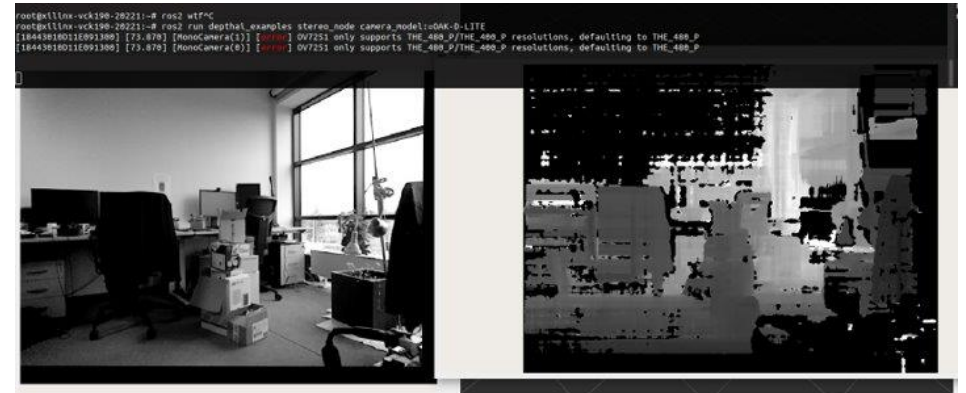 root@xilinx-vck190-20221:~# ros2 wtf^C
root@xilinx-vck190-20221:~# ros2 run depthai_examples stereo_node camera_model:=OAK-D-LITE
[18443010D11E091300] [73.870] [MonoCamera(1)] [error] OV7251 only supports THE_480_P/THE_400_P resolutions, defaulting to THE_480_P
[18443010D11E091300] [73.870] [MonoCamera(0)] [error] OV7251 only supports THE_480_P/THE_400_P resolutions, defaulting to THE_480_P